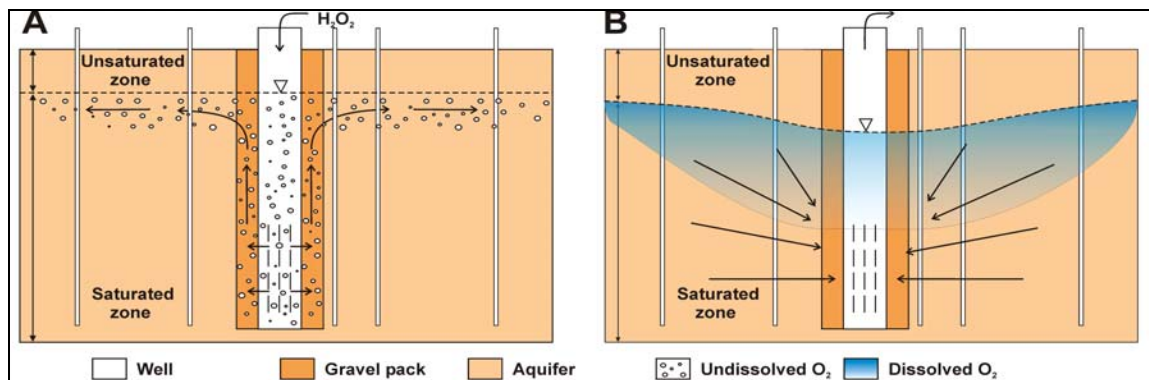 A
H₂O₂
Unsaturated
zone
Saturated
zone
B
Unsaturated
zone
Saturated
zone
Well
Gravel pack
Aquifer
Undissolved O₂
Dissolved O₂